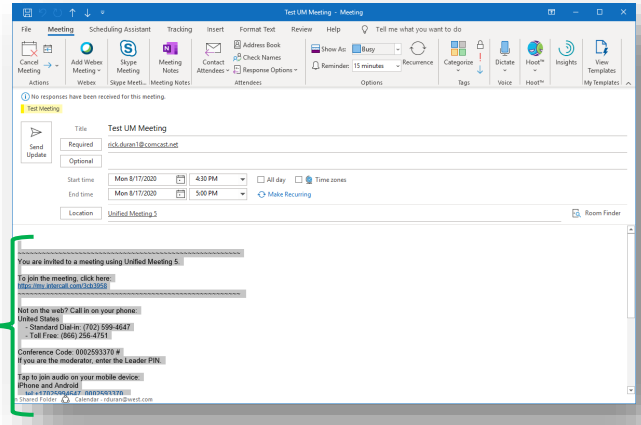 Test UM Meeting - Meeting
File Meeting Scheduling Assistant Tracking Insert Format Text Review Help Tell me what you want to do
Cancel Meeting
Add Webex Meeting
Skype Meeting
Meeting Notes
Contact Attendees
Address Book
Check Names
Response Options
Show As: Busy
Reminder: 15 minutes
Recurrence
Categorize
Dictate
Hoot™
Insights
View Templates
Actions Webex Skype Meeti... Meeting Notes Attendees Options Tags Voice Hoot™ My Templates
No responses have been received for this meeting.
Test Meeting
Send Update
Title Test UM Meeting
Required rick.duran1@comcast.net
Optional
Start time Mon 8/17/2020 4:30 PM All day Time zones
End time Mon 8/17/2020 5:00 PM Make Recurring
Location Unified Meeting 5 Room Finder
~~~~~~~~~~~~~~~~~~~~~~~~~~~~~~~~~~~~~~~~~~~~~~~~~~~~~~
You are invited to a meeting using Unified Meeting 5.
To join the meeting, click here:
https://my.intercall.com/3cb3958
~~~~~~~~~~~~~~~~~~~~~~~~~~~~~~~~~~~~~~~~~~~~~~~~~~~~~~
Not on the web? Call in on your phone:
United States
- Standard Dial-in: (702) 599-4647
- Toll Free: (866) 256-4751
Conference Code: 0002593370 #
If you are the moderator, enter the Leader PIN.
Tap to join audio on your mobile device:
iPhone and Android
tel:+17025994647,,0002593370
n Shared Folder Calendar - rduran@west.com